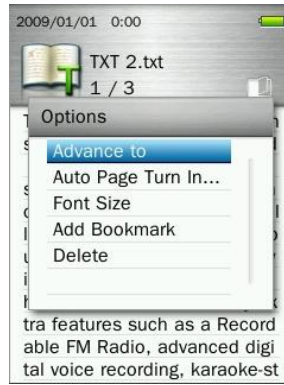 2009/01/01 0:00
TXT 2.txt
1 / 3
Options
Advance to
Auto Page Turn In...
Font Size
Add Bookmark
Delete
tra features such as a Record
able FM Radio, advanced digi
tal voice recording, karaoke-st